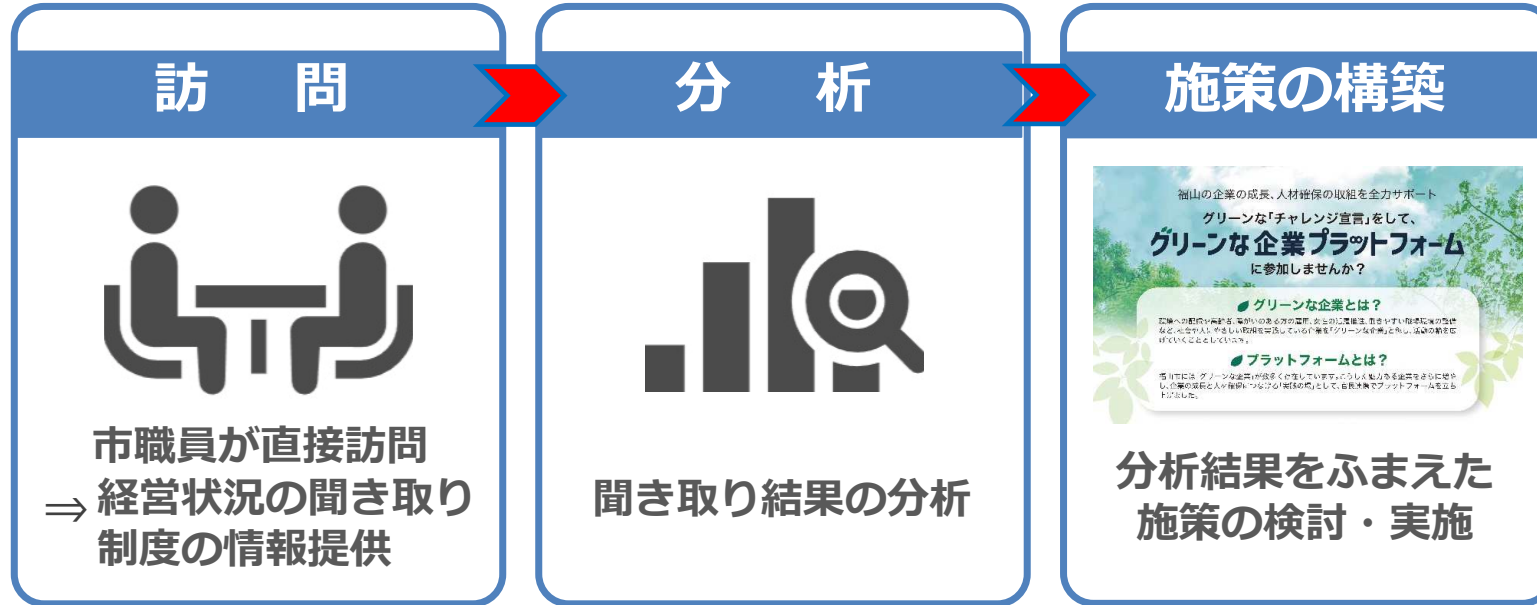 訪 問
市職員が直接訪問
⇒ 経営状況の聞き取り
制度の情報提供
分 析
聞き取り結果の分析
施策の構築
福山の企業の成長、人材確保の取組を全力サポート
グリーンな「チャレンジ宣言」をして、
グリーンな企業プラットフォーム
に参加しませんか？
グリーンな企業とは？
プラットフォームとは？
分析結果をふまえた
施策の検討・実施